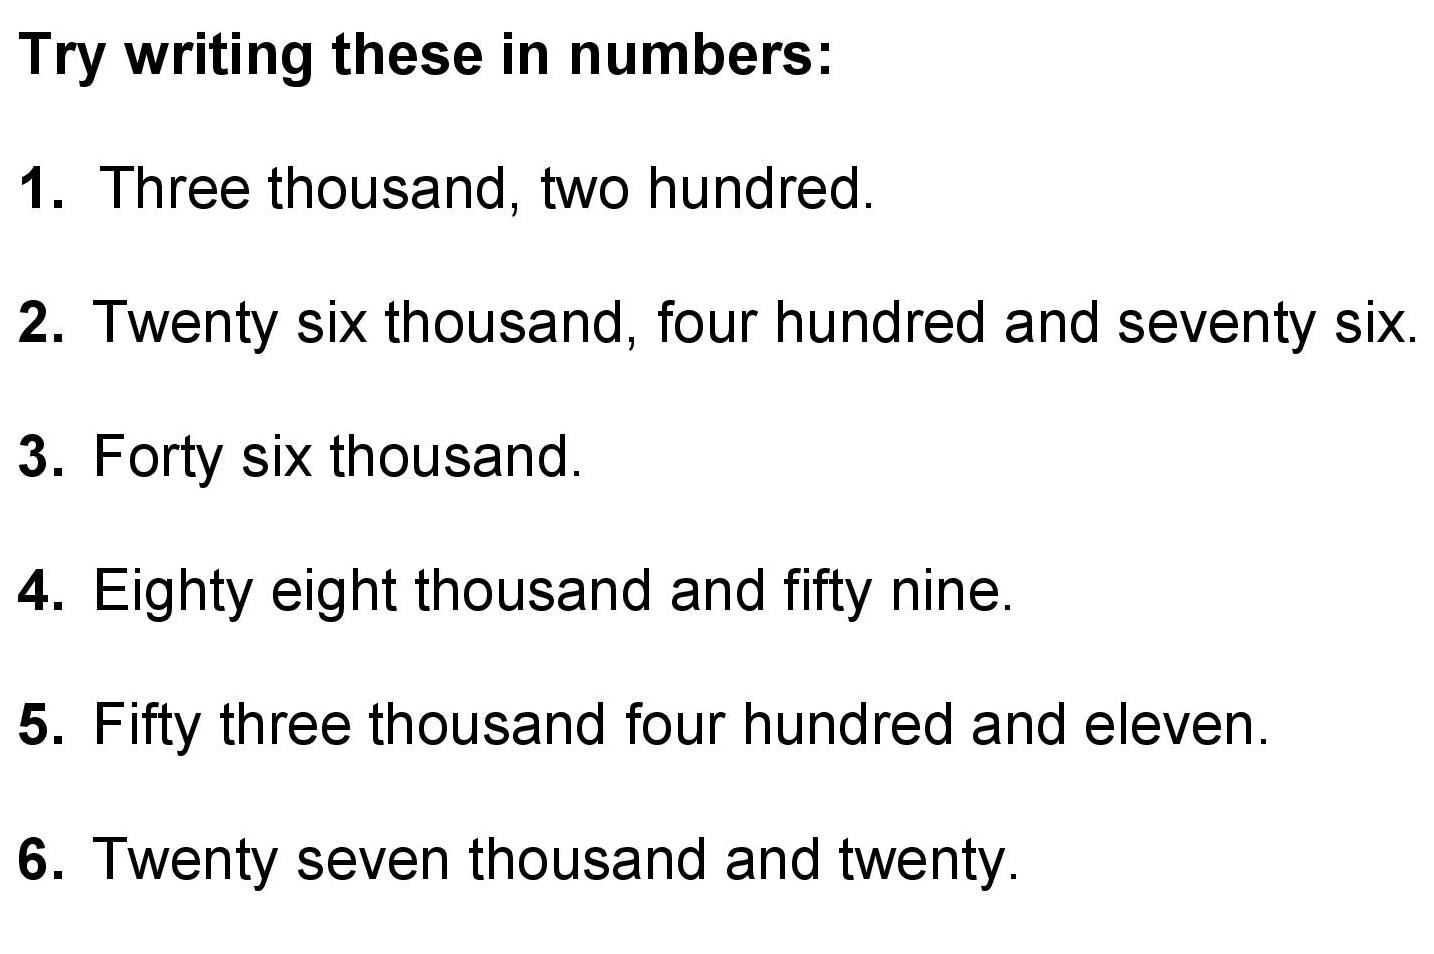 Try writing these in numbers:
1. Three thousand, two hundred.
2. Twenty six thousand, four hundred and seventy six.
3. Forty six thousand.
4. Eighty eight thousand and fifty nine.
5. Fifty three thousand four hundred and eleven.
6. Twenty seven thousand and twenty.